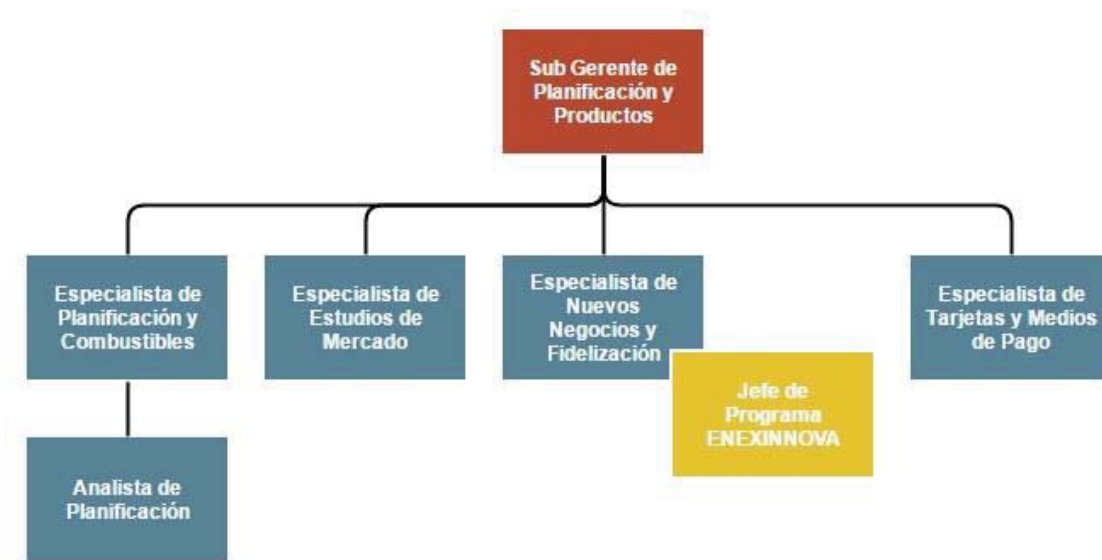 Sub Gerente de
Planificación y
Productos
Especialista de
Planificación y
Combustibles
Especialista de
Estudios de
Mercado
Especialista de
Nuevos
Negocios y
Fidelización
Especialista de
Tarjetas y Medios
de Pago
Jefe de
Programa
ENEXINNOVA
Analista de
Planificación